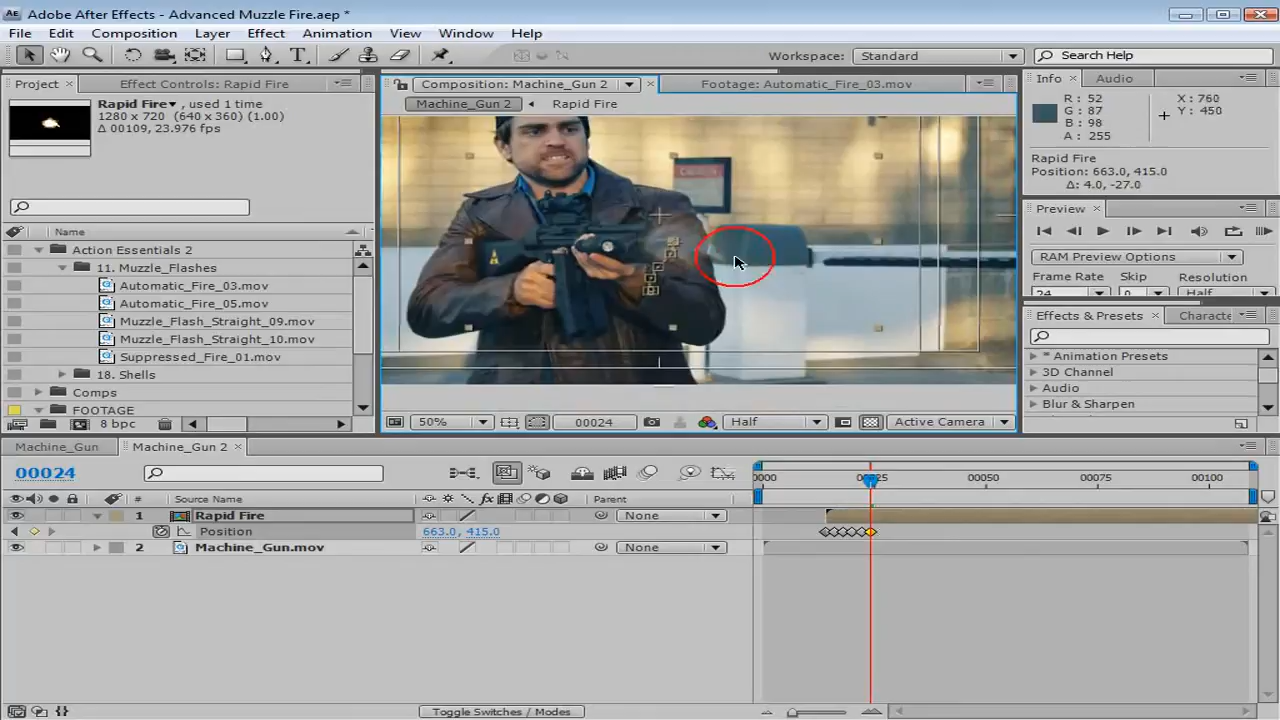 Adobe After Effects - Advanced Muzzle Fire.aep *
File Edit Composition Layer Effect Animation View Window Help
Workspace: Standard Search Help
Project Effect Controls: Rapid Fire
Rapid Fire, used 1 time
1280 x 720 (640 x 360) (1.00)
Δ 00109, 23.976 fps
Name
Action Essentials 2
11. Muzzle_Flashes
Automatic_Fire_03.mov
Automatic_Fire_05.mov
Muzzle_Flash_Straight_09.mov
Muzzle_Flash_Straight_10.mov
Suppressed_Fire_01.mov
18. Shells
Comps
FOOTAGE
8 bpc
Composition: Machine_Gun 2 Footage: Automatic_Fire_03.mov
Machine_Gun 2 Rapid Fire
50% 00024 Half Active Camera
Info Audio
R: 52 X: 760
G: 87 Y: 450
B: 98
A: 255
Rapid Fire
Position: 663.0, 415.0
Δ: 4.0, -27.0
Preview
RAM Preview Options
Frame Rate Skip Resolution
24 0 Half
Effects & Presets Characte
* Animation Presets
3D Channel
Audio
Blur & Sharpen
Machine_Gun Machine_Gun 2
00024
0000 00025 00050 00075 00100
# Source Name Parent
1 Rapid Fire None
Position 663.0, 415.0
2 Machine_Gun.mov None
Toggle Switches / Modes